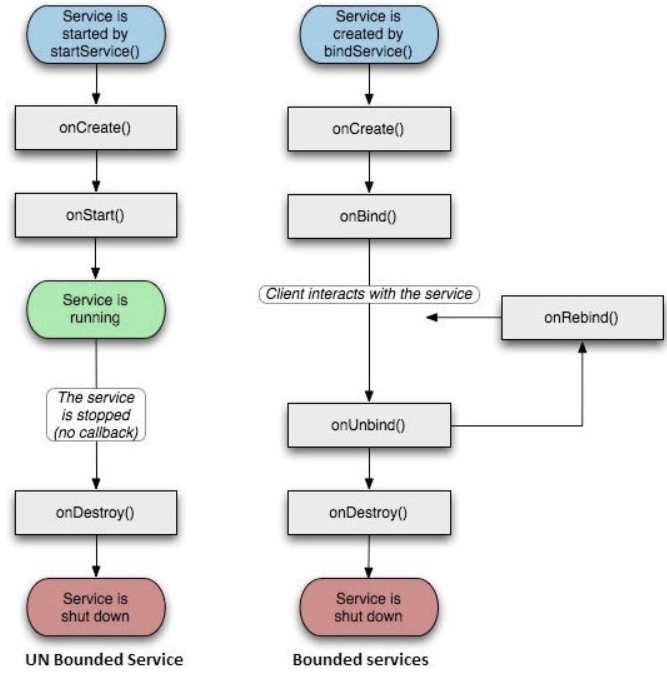 Service is
started by
startService()
onCreate()
onStart()
Service is
running
The service
is stopped
(no callback)
onDestroy()
Service is
shut down
UN Bounded Service
Service is
created by
bindService()
onCreate()
onBind()
Client interacts with the service
onRebind()
onUnbind()
onDestroy()
Service is
shut down
Bounded services